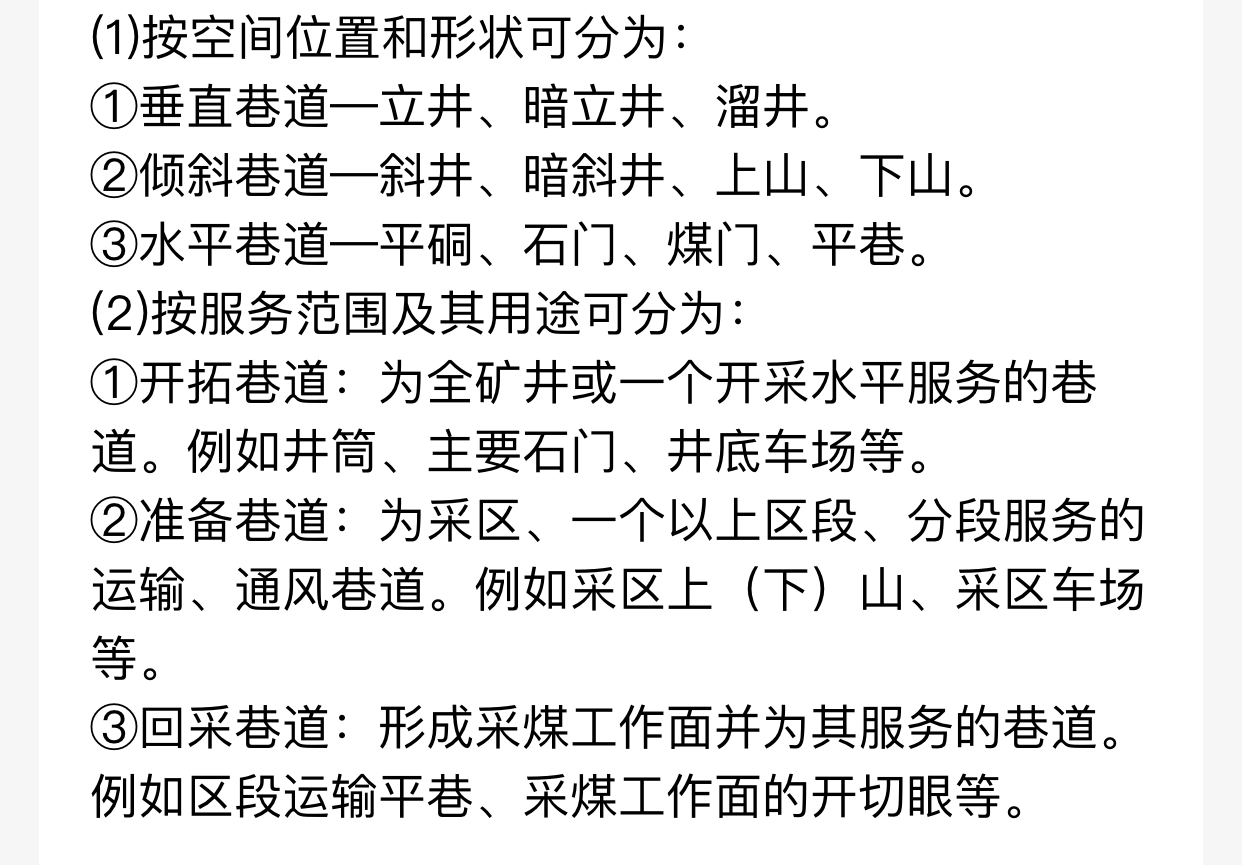 (1)按空间位置和形状可分为：
①垂直巷道—立井、暗立井、溜井。
②倾斜巷道—斜井、暗斜井、上山、下山。
③水平巷道—平硐、石门、煤门、平巷。
(2)按服务范围及其用途可分为：
①开拓巷道：为全矿井或一个开采水平服务的巷
道。例如井筒、主要石门、井底车场等。
②准备巷道：为采区、一个以上区段、分段服务的
运输、通风巷道。例如采区上（下）山、采区车场
等。
③回采巷道：形成采煤工作面并为其服务的巷道。
例如区段运输平巷、采煤工作面的开切眼等。